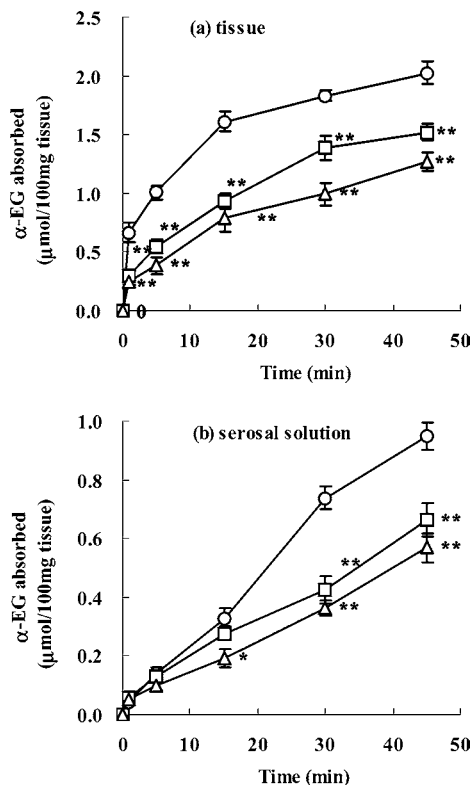 (a) tissue
α-EG absorbed
(μmol/100mg tissue)
2.5
2.0
1.5
1.0
0.5
0.0
**
**
**
**
**
**
**
**
**
**
0
0 10 20 30 40 50
Time (min)
(b) serosal solution
α-EG absorbed
(μmol/100mg tissue)
1.0
0.8
0.6
0.4
0.2
0.0
**
**
**
**
*
0 10 20 30 40 50
Time (min)